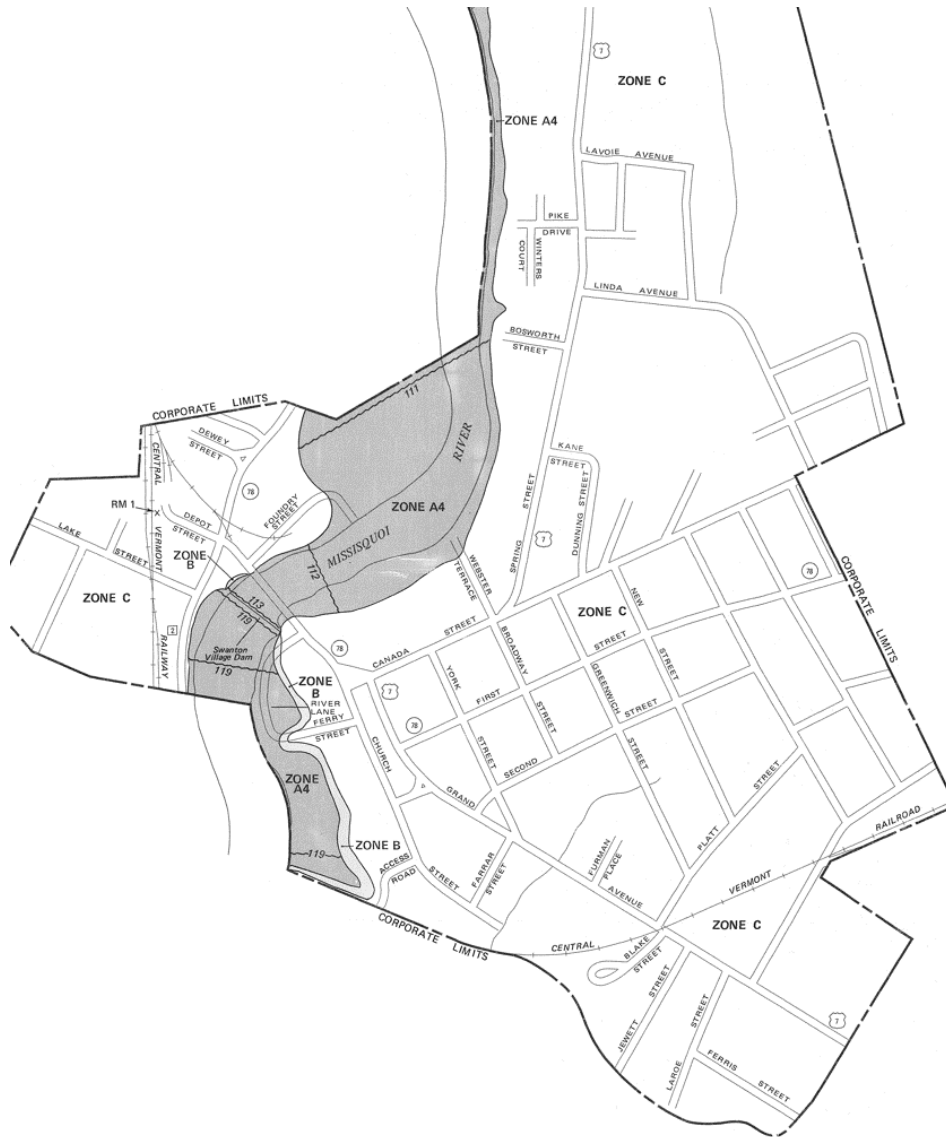 7
ZONE C
ZONE A4
LAVOIE AVENUE
PIKE
DRIVE
COURT
WINTERS
LINDA AVENUE
BOSWORTH
STREET
111
CORPORATE LIMITS
DEWEY
STREET
CENTRAL
VERMONT
RAILWAY
78
FOUNDRY
STREET
RM 1
DEPOT
STREET
LAKE
STREET
ZONE
B
ZONE C
2
RIVER
ZONE A4
MISSISQUOI
112
113
119
Swanton
Village Dam
119
KANE
STREET
SPRING
STREET
DUNNING
STREET
7
WEBSTER
TERRACE
78
CORPORATE LIMITS
ZONE C
NEW
STREET
CANADA
STREET
BROADWAY
STREET
78
7
78
YORK
STREET
FIRST
STREET
GREENWICH
STREET
ZONE
B
RIVER
LANE
FERRY
STREET
CHURCH
STREET
SECOND
STREET
GRAND
AVENUE
ZONE
A4
ZONE B
119
ACCESS
ROAD
FARRAR
STREET
FURMAN
PLACE
PLATT
STREET
CENTRAL
VERMONT
RAILROAD
CORPORATE LIMITS
ZONE C
BLAKE
STREET
JEWETT
STREET
LAROE
STREET
FERRIS
STREET
7